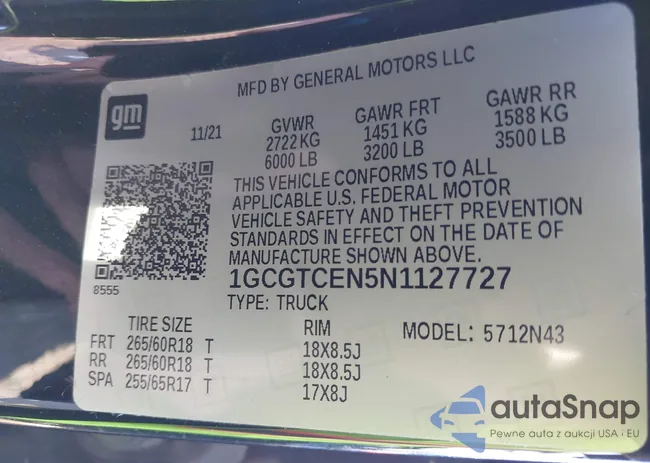 MFD BY GENERAL MOTORS LLC
gm
11/21
GVWR GAWR FRT GAWR RR
2722 KG 1451 KG 1588 KG
6000 LB 3200 LB 3500 LB
THIS VEHICLE CONFORMS TO ALL
APPLICABLE U.S. FEDERAL MOTOR
VEHICLE SAFETY AND THEFT PREVENTION
STANDARDS IN EFFECT ON THE DATE OF
MANUFACTURE SHOWN ABOVE.
8555
1GCGTCEN5N1127727
TYPE: TRUCK
TIRE SIZE RIM MODEL: 5712N43
FRT 265/60R18 T 18X8.5J
RR 265/60R18 T 18X8.5J
SPA 255/65R17 T 17X8J
autaSnap
Pewne auta z aukcji USA i EU